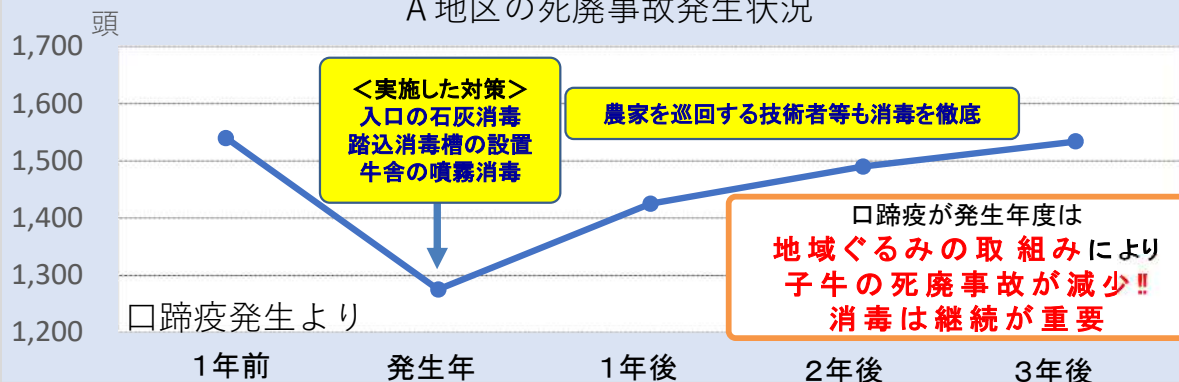 A地区の死廃事故発生状況
頭
1,700
1,600
1,500
1,400
1,300
1,200
＜実施した対策＞
入口の石灰消毒
踏込消毒槽の設置
牛舎の噴霧消毒
農家を巡回する技術者等も消毒を徹底
口蹄疫が発生年度は
地域ぐるみの取組みにより
子牛の死廃事故が減少‼
消毒は継続が重要
口蹄疫発生より
1年前 発生年 1年後 2年後 3年後